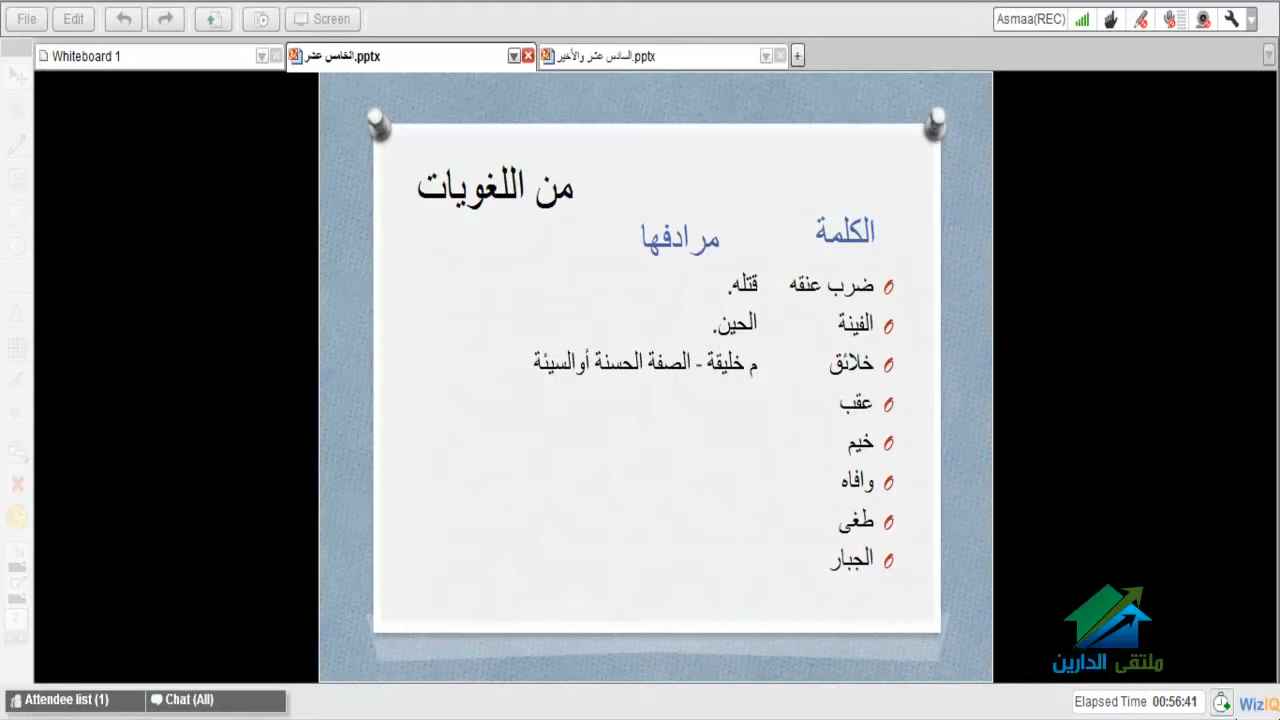 File Edit Screen Asmaa(REC)
Whiteboard 1 الخامس عشر.pptx السادس عشر والأخير.pptx
من اللغويات
الكلمة مرادفها
ضرب عنقه قتله.
الفينة الحين.
خلائق م خليقة - الصفة الحسنة أوالسيئة
عقب
خيم
وافاه
طغى
الجبار
ملتقى الدارين
Attendee list (1) Chat (All) Elapsed Time 00:56:41 WizIQ